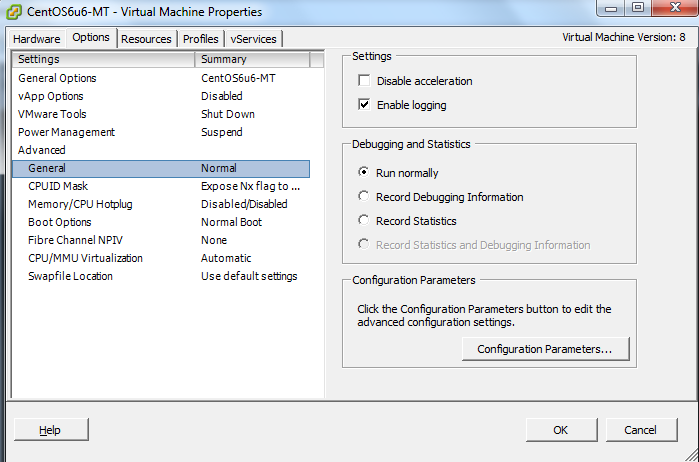 CentOS6u6-MT - Virtual Machine Properties
Hardware Options Resources Profiles vServices Virtual Machine Version: 8
Settings Summary
General Options CentOS6u6-MT
vApp Options Disabled
VMware Tools Shut Down
Power Management Suspend
Advanced
General Normal
CPUID Mask Expose Nx flag to ...
Memory/CPU Hotplug Disabled/Disabled
Boot Options Normal Boot
Fibre Channel NPIV None
CPU/MMU Virtualization Automatic
Swapfile Location Use default settings
Settings
Disable acceleration
Enable logging
Debugging and Statistics
Run normally
Record Debugging Information
Record Statistics
Record Statistics and Debugging Information
Configuration Parameters
Click the Configuration Parameters button to edit the
advanced configuration settings.
Configuration Parameters...
Help OK Cancel